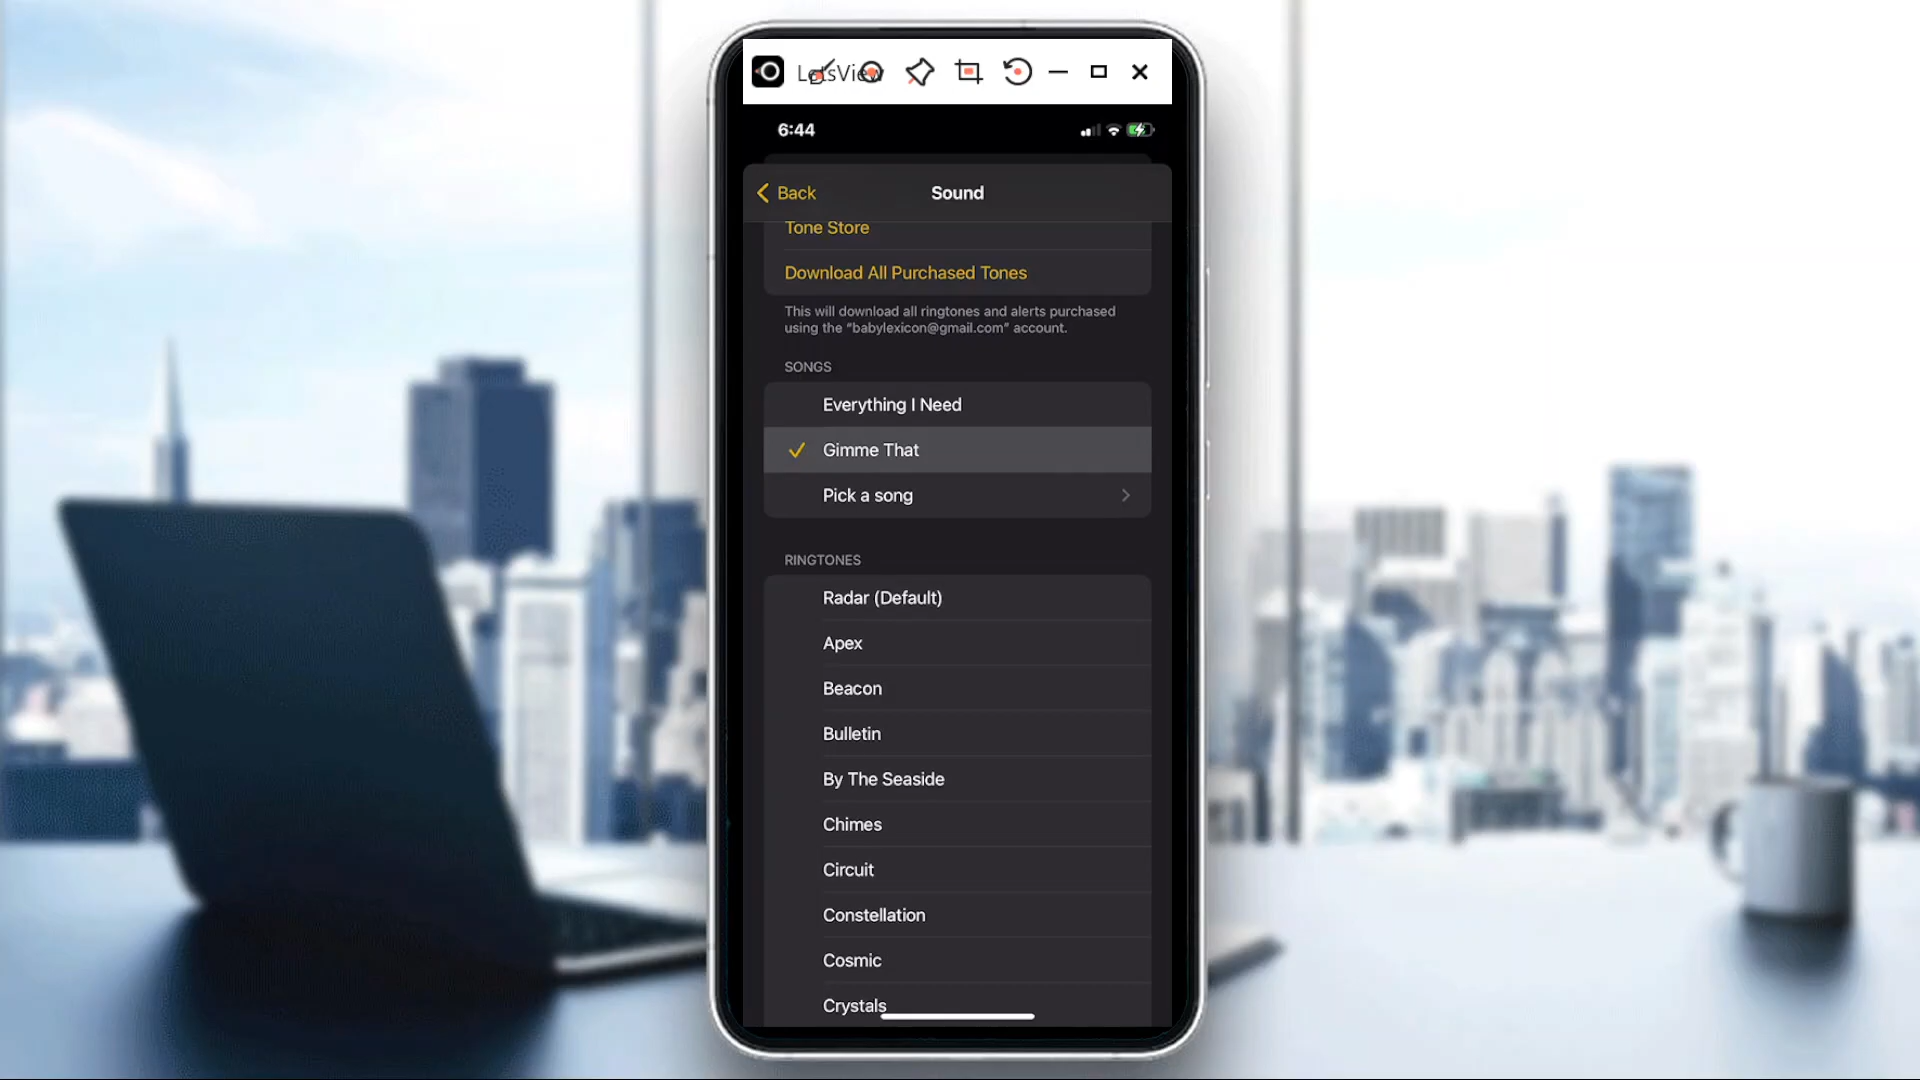 LetsView
6:44
Back
Sound
Tone Store
Download All Purchased Tones
This will download all ringtones and alerts purchased
using the “babylexicon@gmail.com” account.
SONGS
Everything I Need
Gimme That
Pick a song
RINGTONES
Radar (Default)
Apex
Beacon
Bulletin
By The Seaside
Chimes
Circuit
Constellation
Cosmic
Crystals